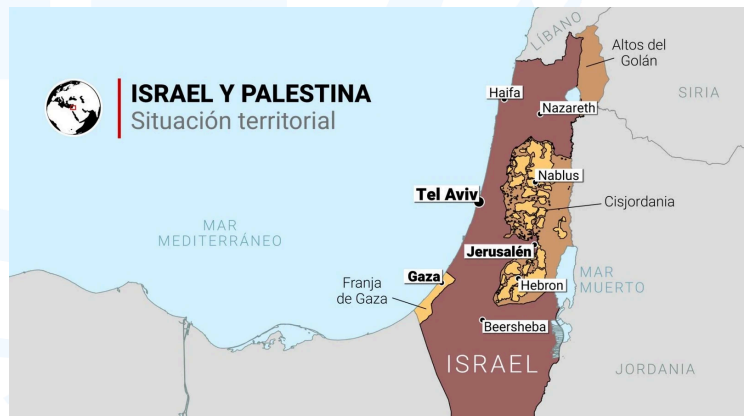 ISRAEL Y PALESTINA
Situación territorial
LÍBANO
Altos del
Golán
SIRIA
Haifa
Nazareth
Nablus
Tel Aviv
Cisjordania
MAR
MEDITERRÁNEO
Jerusalén
Gaza
Franja
de Gaza
Hebron
MAR
MUERTO
Beersheba
ISRAEL
JORDANIA